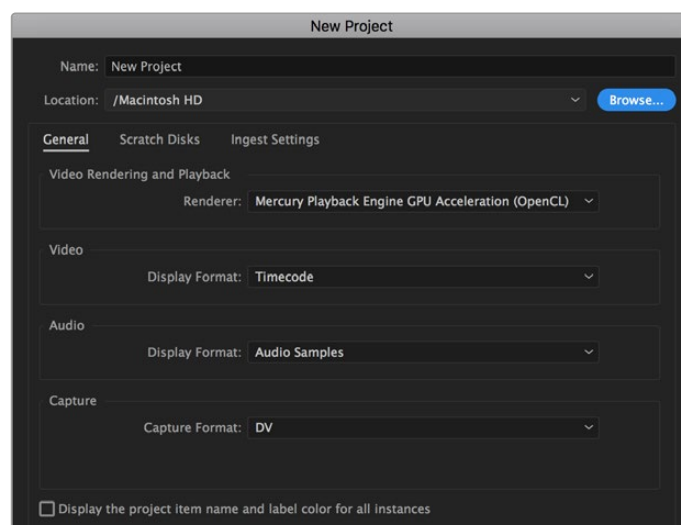 New Project
Name: New Project
Location: /Macintosh HD Browse...
General Scratch Disks Ingest Settings
Video Rendering and Playback
Renderer: Mercury Playback Engine GPU Acceleration (OpenCL)
Video
Display Format: Timecode
Audio
Display Format: Audio Samples
Capture
Capture Format: DV
Display the project item name and label color for all instances